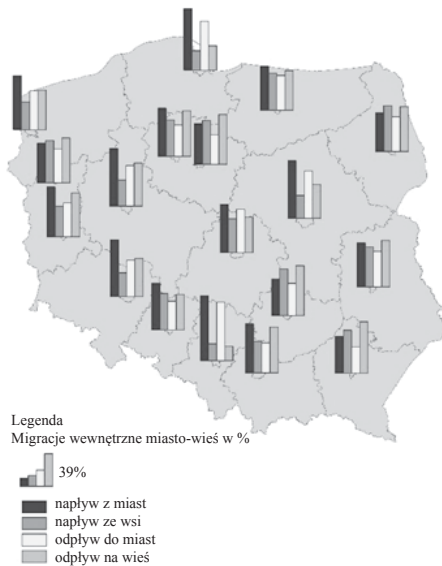 Legenda
Migracje wewnętrzne miasto-wieś w %
39%
napływ z miast
napływ ze wsi
odpływ do miast
odpływ na wieś